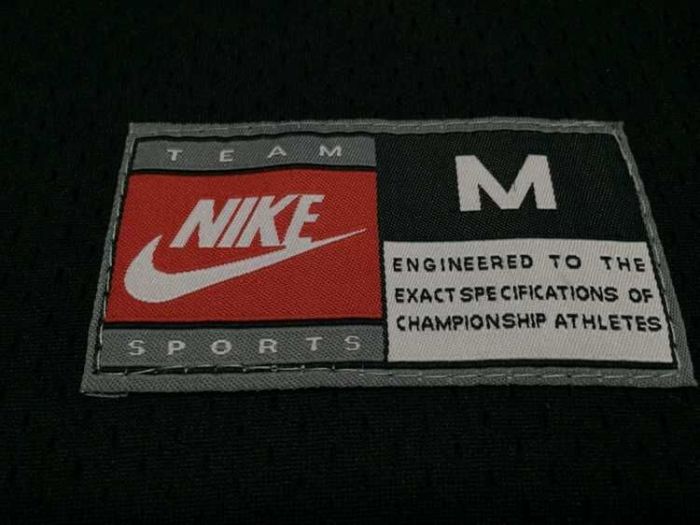 TEAM
NIKE
SPORTS
M
ENGINEERED TO THE
EXACT SPECIFICATIONS OF
CHAMPIONSHIP ATHLETES